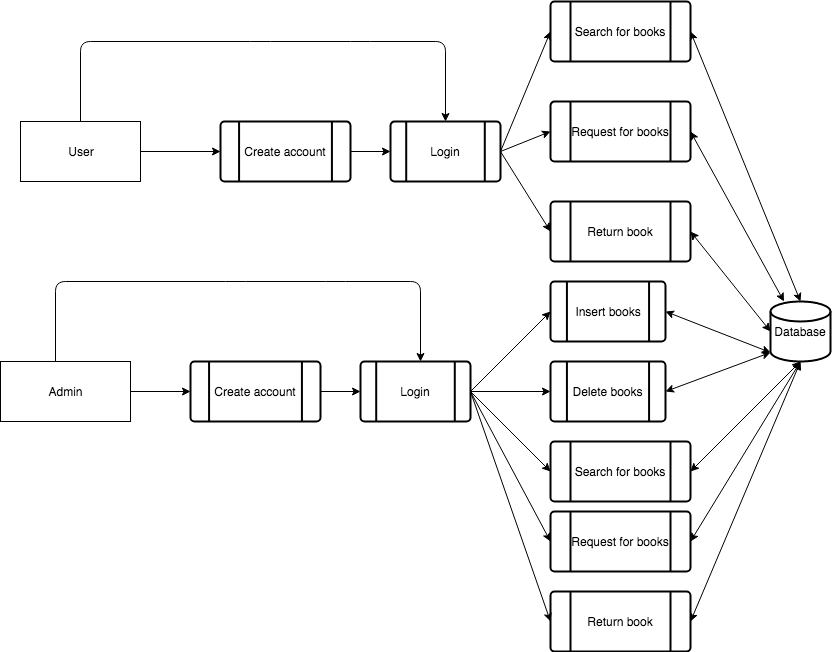 Search for books
Request for books
User
Create account
Login
Return book
Insert books
Database
Admin
Create account
Login
Delete books
Search for books
Request for books
Return book